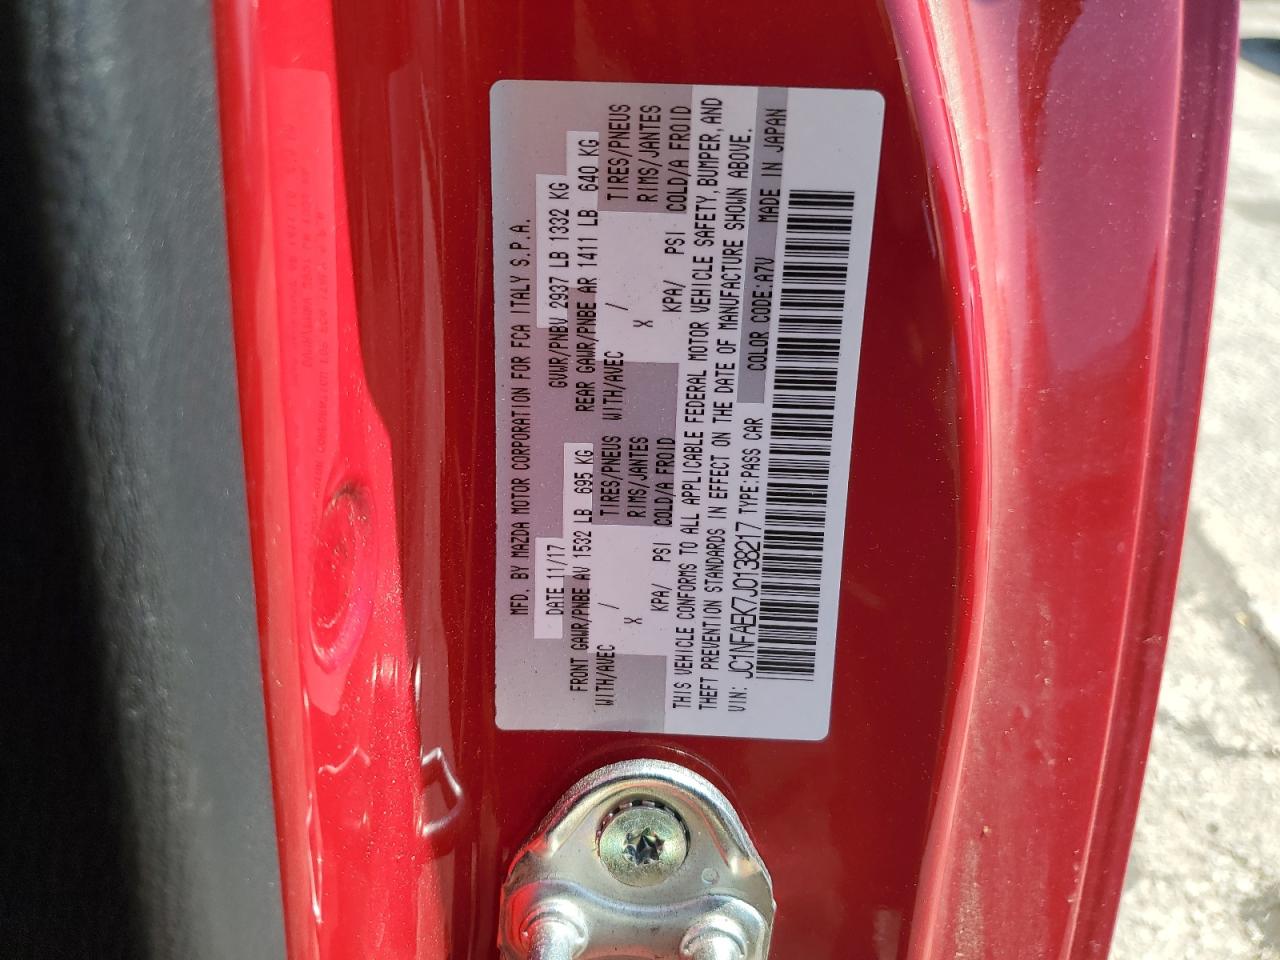 MFD. BY MAZDA MOTOR CORPORATION FOR FCA ITALY S.P.A.
DATE 11/17 GVWR/PNBV 2937 LB 1332 KG
FRONT GAWR/PNBE AV 1532 LB 695 KG REAR GAWR/PNBE AR 1411 LB 640 KG
WITH/AVEC / TIRES/PNEUS WITH/AVEC / TIRES/PNEUS
X RIMS/JANTES X RIMS/JANTES
KPA/ PSI COLD/A FROID KPA/ PSI COLD/A FROID
THIS VEHICLE CONFORMS TO ALL APPLICABLE FEDERAL MOTOR VEHICLE SAFETY, BUMPER, AND
THEFT PREVENTION STANDARDS IN EFFECT ON THE DATE OF MANUFACTURE SHOWN ABOVE.
VIN: JC1NFAEK7J0138217 TYPE:PASS CAR COLOR CODE:A7V MADE IN JAPAN